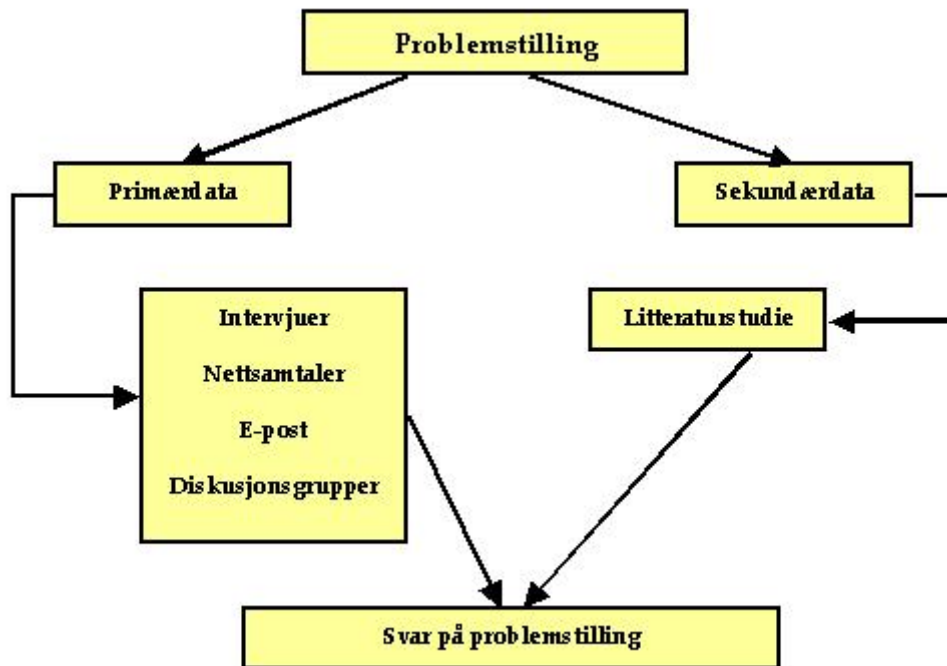 Problemstilling
Primærdata
Sekundærdata
Intervjuer
Nettsamtaler
E-post
Diskusjonsgrupper
Litteraturstudie
Svar på problemstilling